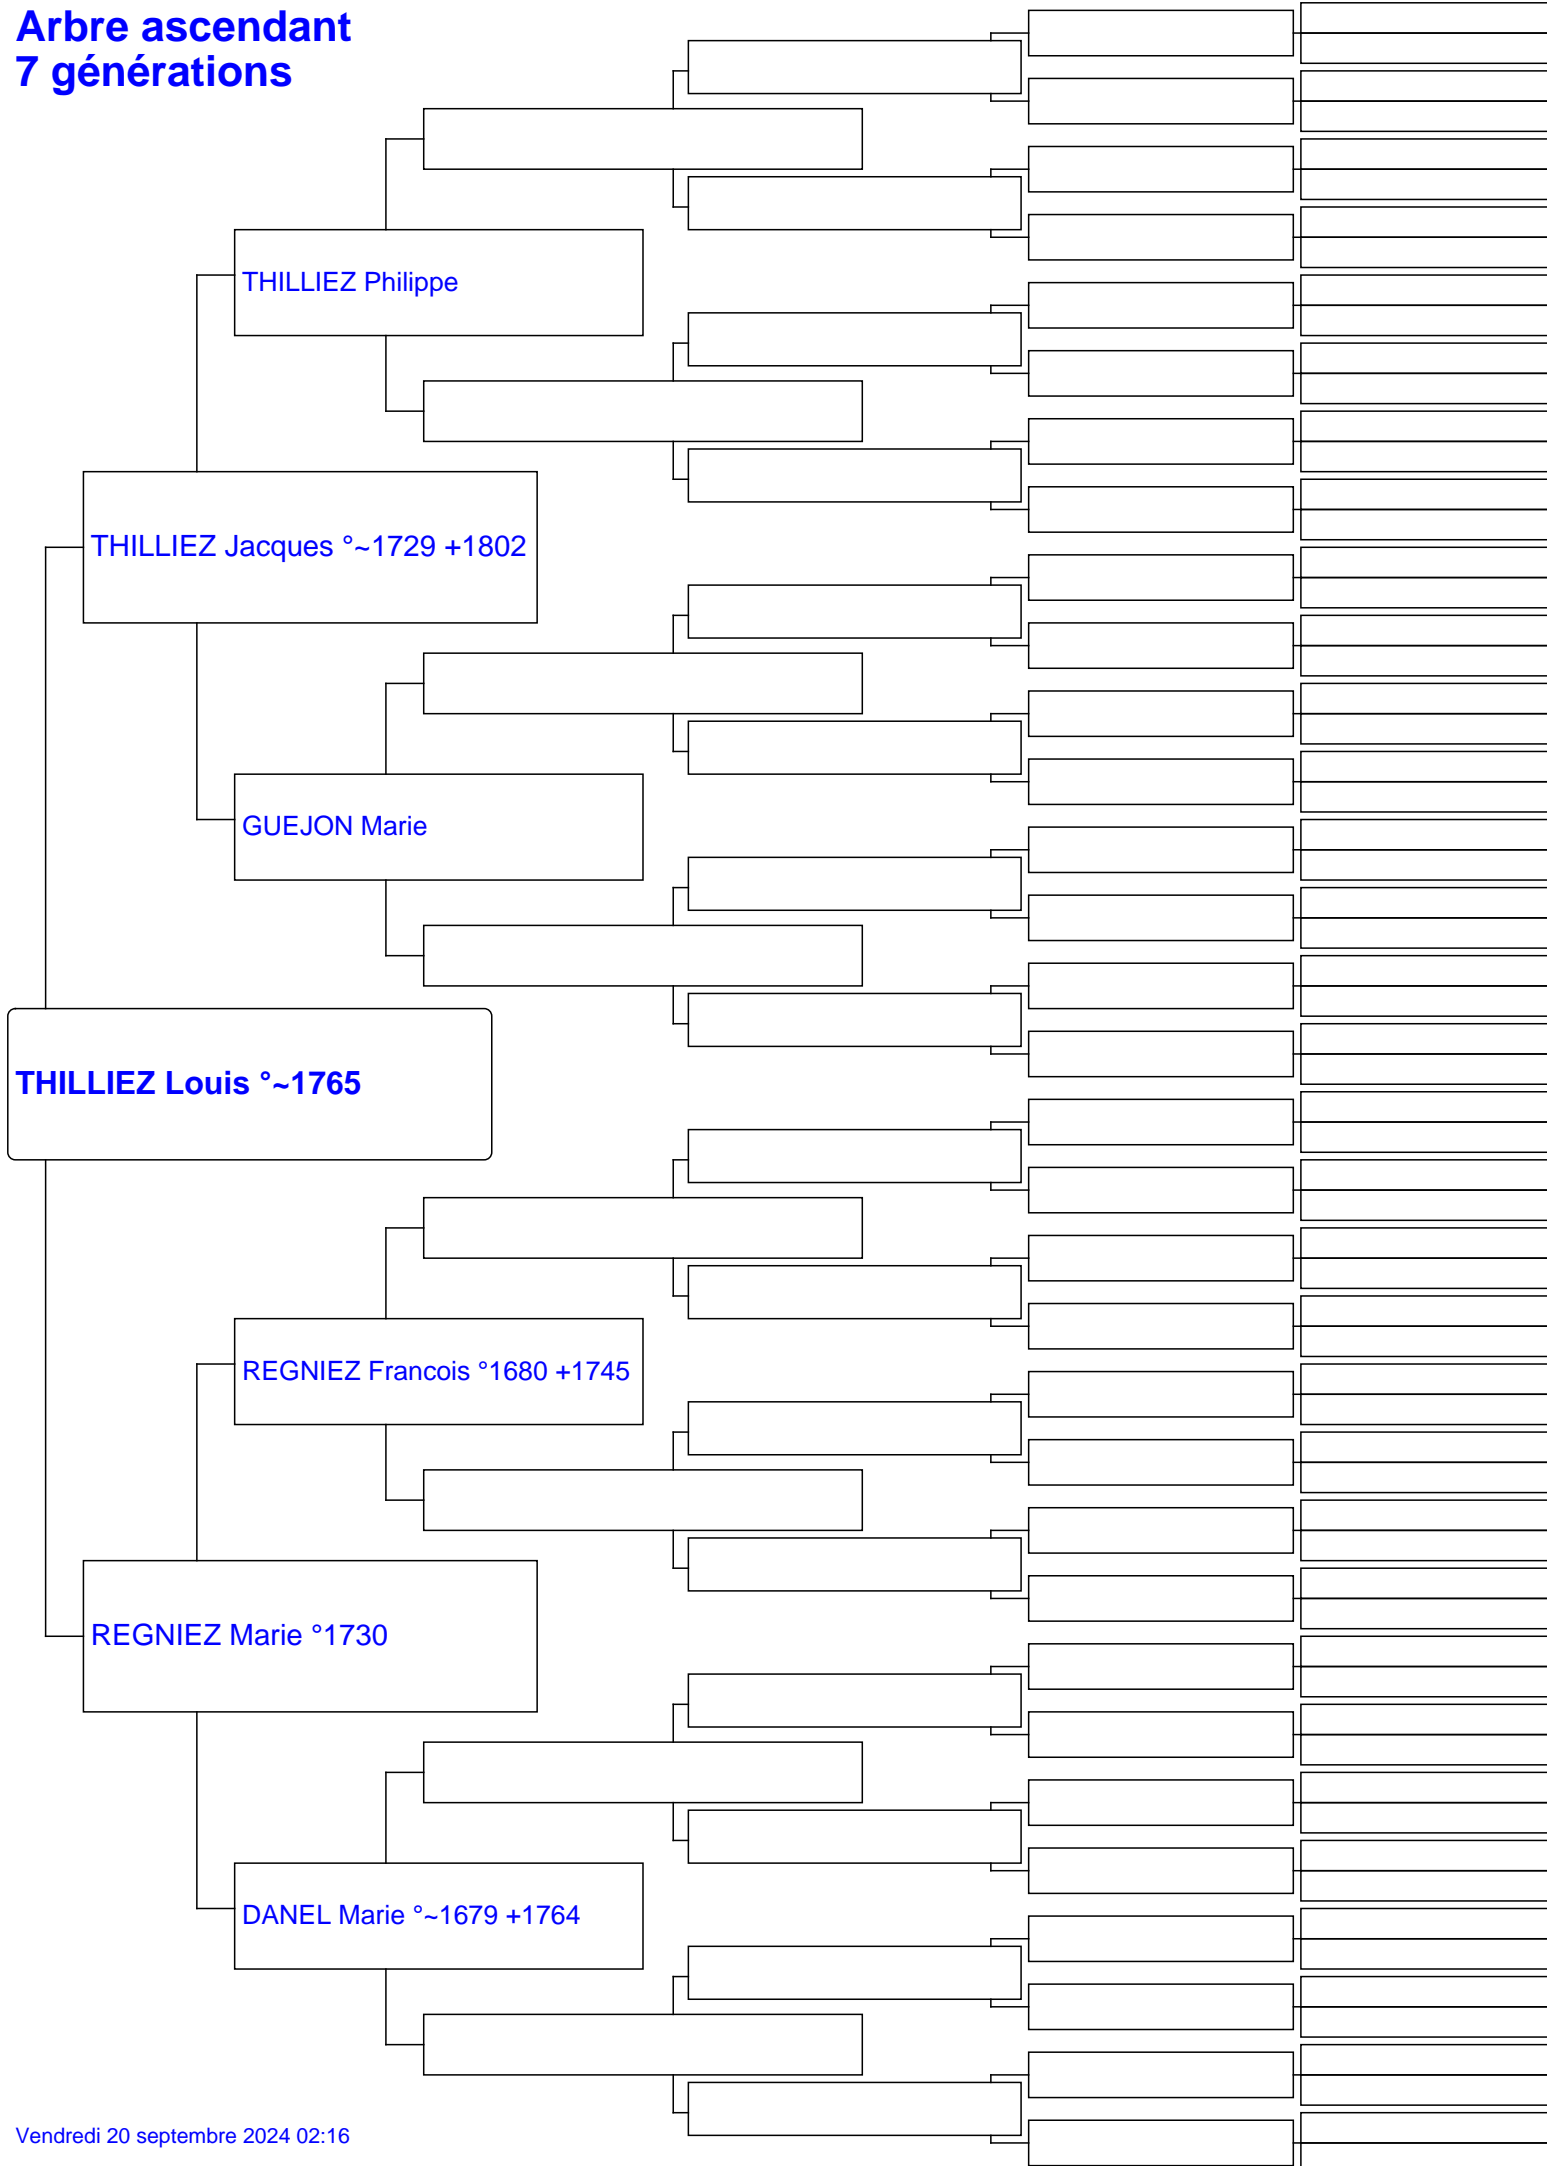 Arbre ascendant
7 générations
THILLIEZ Philippe
THILLIEZ Jacques °~1729 +1802
GUEJON Marie
THILLIEZ Louis °~1765
REGNIEZ Francois °1680 +1745
REGNIEZ Marie °1730
DANEL Marie °~1679 +1764
Vendredi 20 septembre 2024 02:16